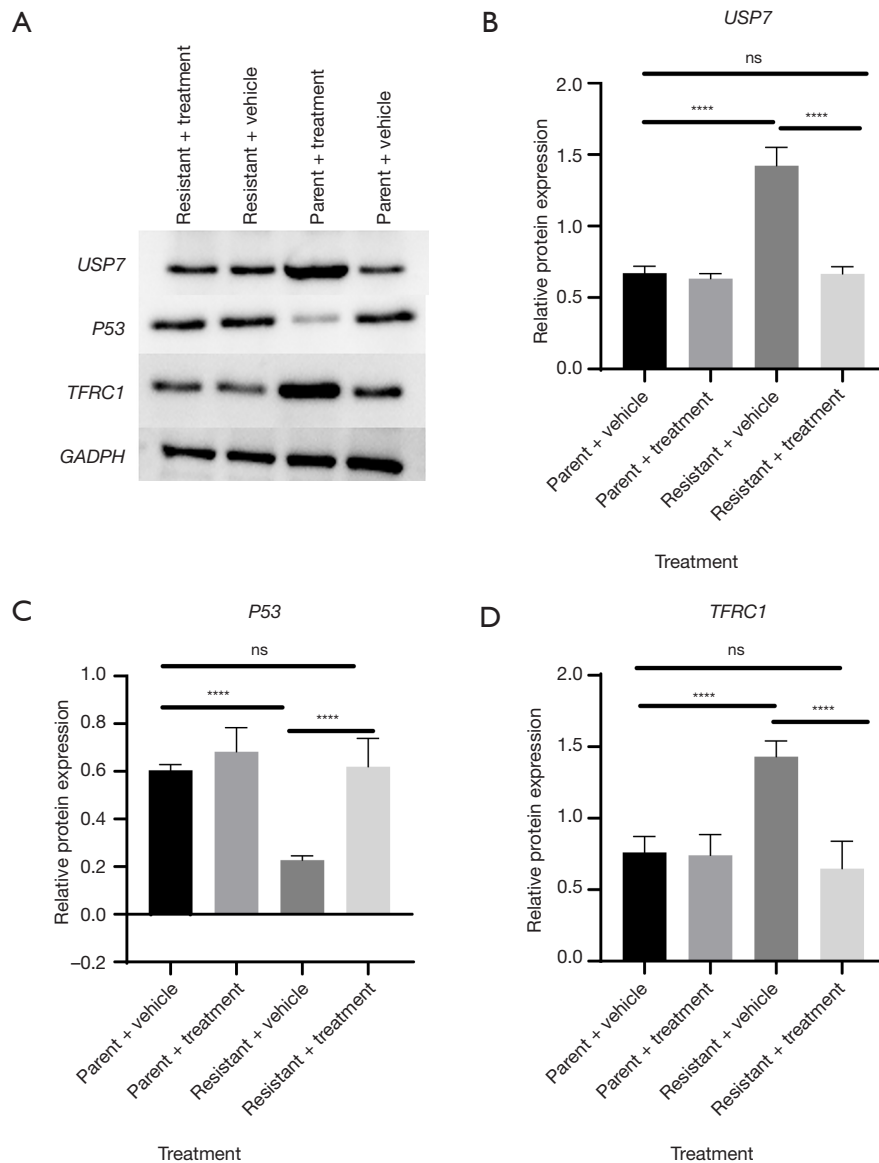 A
Resistant + treatment
Resistant + vehicle
Parent + treatment
Parent + vehicle
USP7
P53
TFRC1
GADPH
B
USP7
ns
****
****
2.0
1.5
1.0
0.5
0.0
Relative protein expression
Parent + vehicle
Parent + treatment
Resistant + vehicle
Resistant + treatment
Treatment
C
P53
ns
****
****
1.0
0.8
0.6
0.4
0.2
0.0
−0.2
Relative protein expression
Parent + vehicle
Parent + treatment
Resistant + vehicle
Resistant + treatment
Treatment
D
TFRC1
ns
****
****
2.0
1.5
1.0
0.5
0.0
Relative protein expression
Parent + vehicle
Parent + treatment
Resistant + vehicle
Resistant + treatment
Treatment